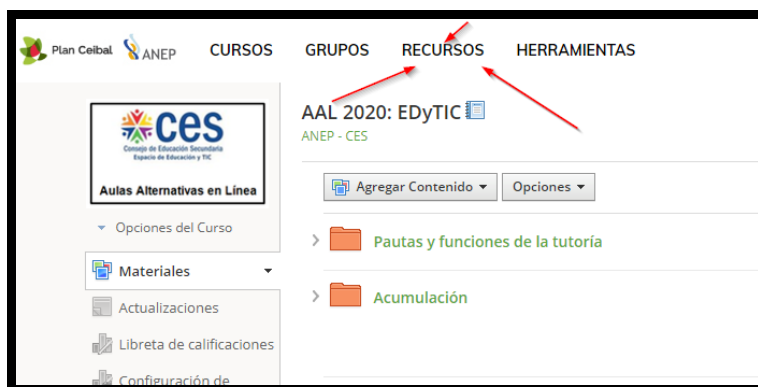 Plan Ceibal ANEP CURSOS GRUPOS RECURSOS HERRAMIENTAS
ces
Consejo de Educación Secundaria
Espacio de Educación y TIC
Aulas Alternativas en Línea
Opciones del Curso
Materiales
Actualizaciones
Libreta de calificaciones
Configuración de
AAL 2020: EDyTIC
ANEP - CES
Agregar Contenido Opciones
Pautas y funciones de la tutoría
Acumulación